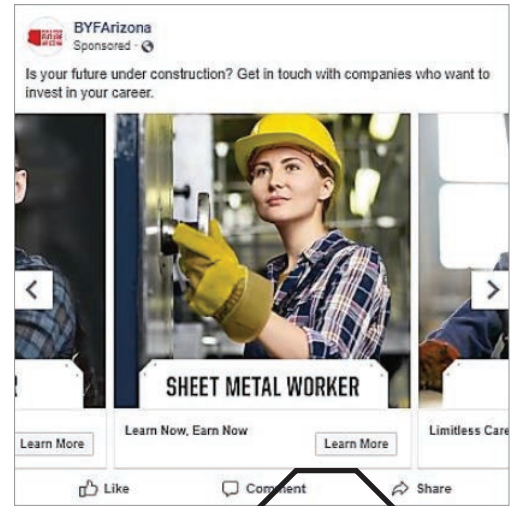 BYFArizona
Sponsored ·
Is your future under construction? Get in touch with companies who want to
invest in your career.
SHEET METAL WORKER
Learn More
Learn Now, Earn Now
Learn More
Limitless Care
Like
Comment
Share